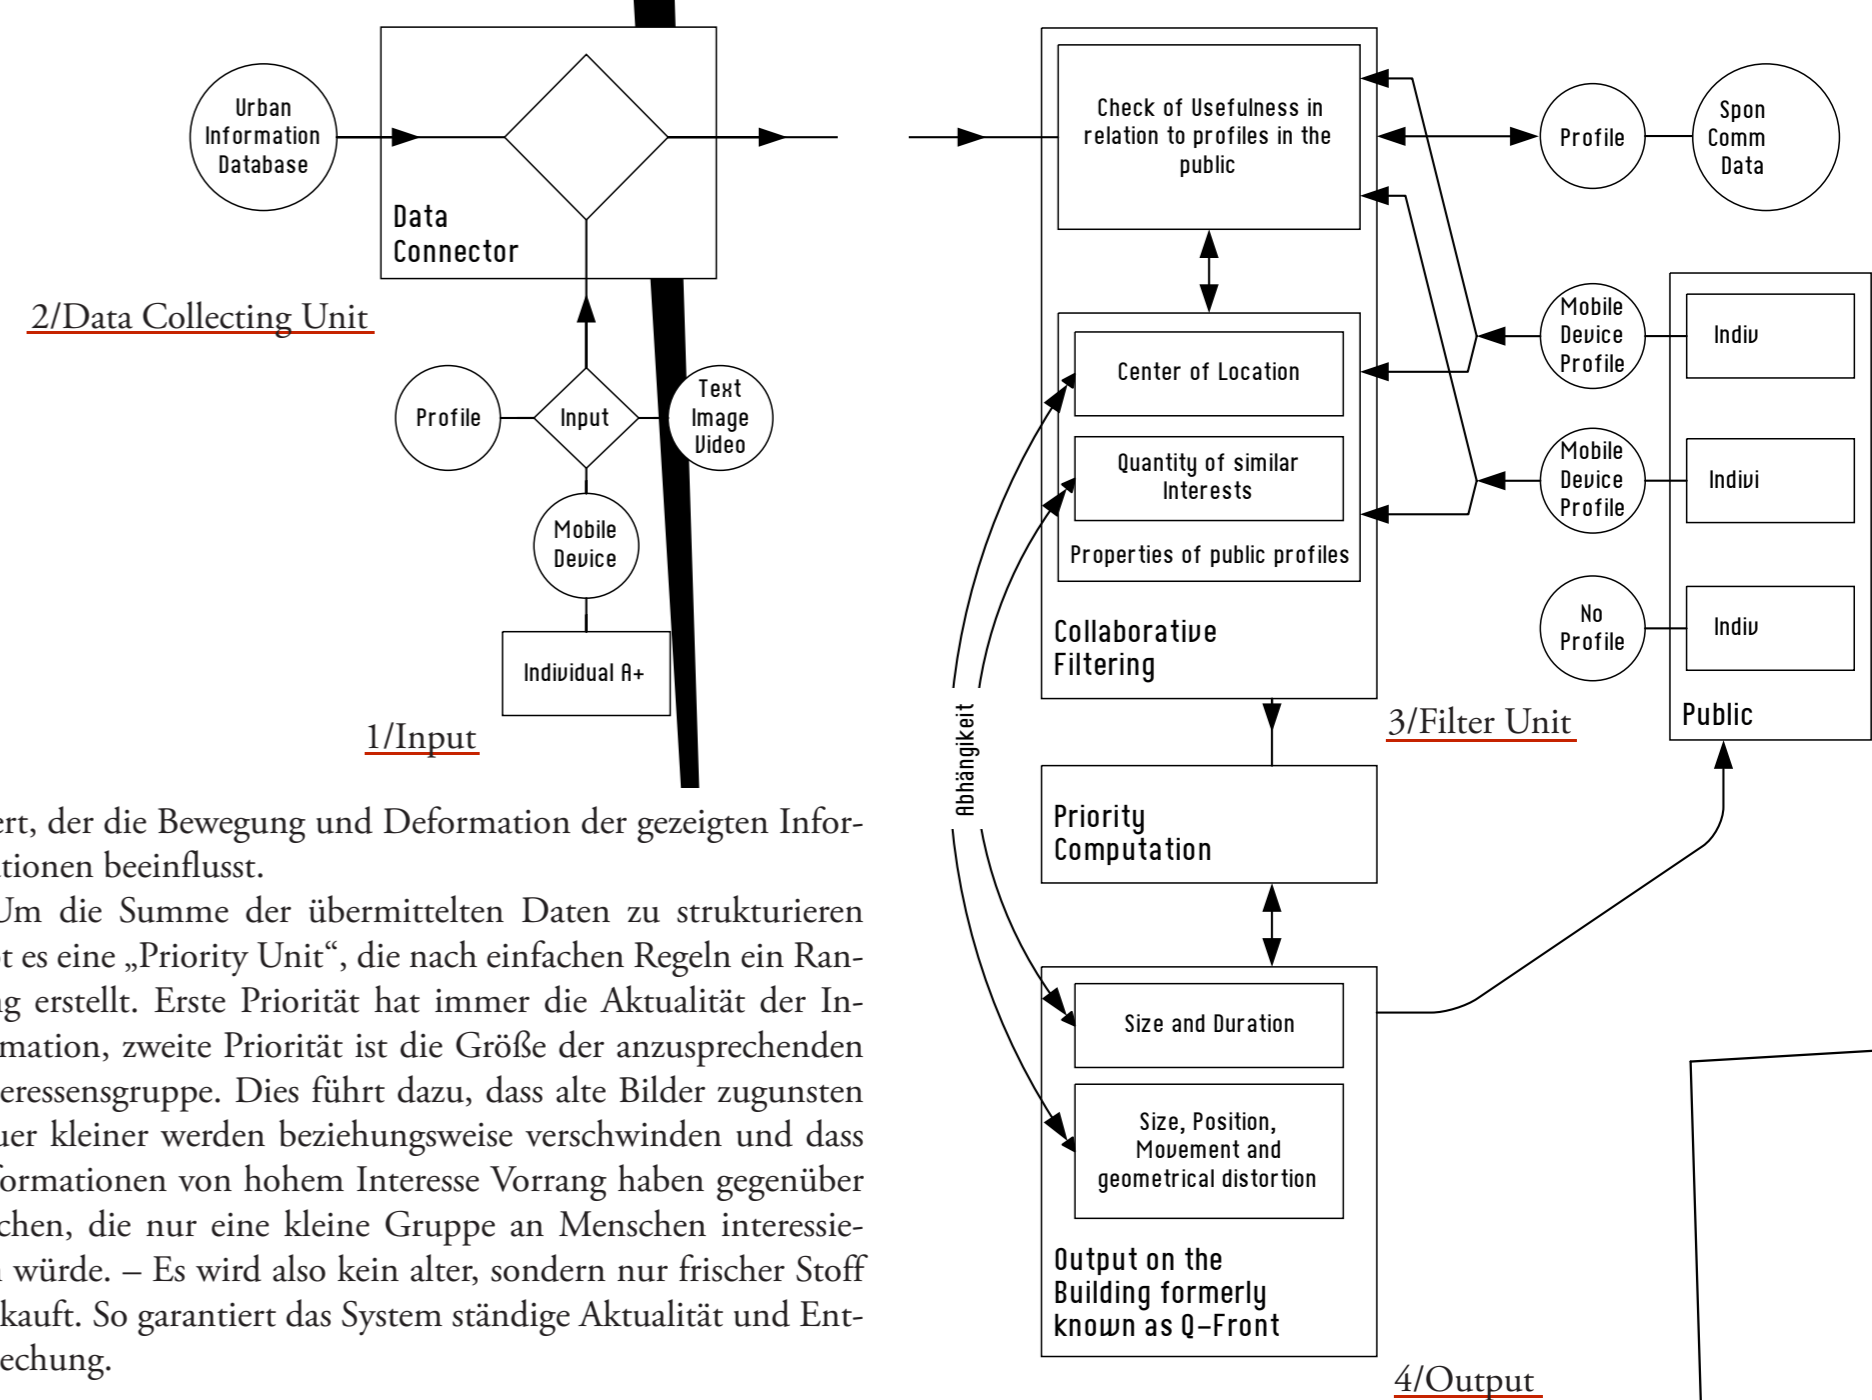 Urban
Information
Database
Data
Connector
2/Data Collecting Unit
Profile
Input
Text
Image
Video
Mobile
Device
Individual A+
1/Input
ert, der die Bewegung und Deformation der gezeigten Infor-
tionen beeinflusst.
Um die Summe der übermittelten Daten zu strukturieren
t es eine „Priority Unit“, die nach einfachen Regeln ein Ran-
g erstellt. Erste Priorität hat immer die Aktualität der In-
mation, zweite Priorität ist die Größe der anzusprechenden
eressensgruppe. Dies führt dazu, dass alte Bilder zugunsten
uer kleiner werden beziehungsweise verschwinden und dass
formationen von hohem Interesse Vorrang haben gegenüber
chen, die nur eine kleine Gruppe an Menschen interessie-
würde. – Es wird also kein alter, sondern nur frischer Stoff
kauft. So garantiert das System ständige Aktualität und Ent-
echung.
Check of Usefulness in
relation to profiles in the
public
Center of Location
Quantity of similar
Interests
Properties of public profiles
Collaborative
Filtering
Abhängikeit
Priority
Computation
Size and Duration
Size, Position,
Movement and
geometrical distortion
Output on the
Building formerly
known as Q-Front
4/Output
Profile
Spon
Comm
Data
Mobile
Device
Profile
Indiv
Mobile
Device
Profile
Indivi
No
Profile
Indiv
Public
3/Filter Unit